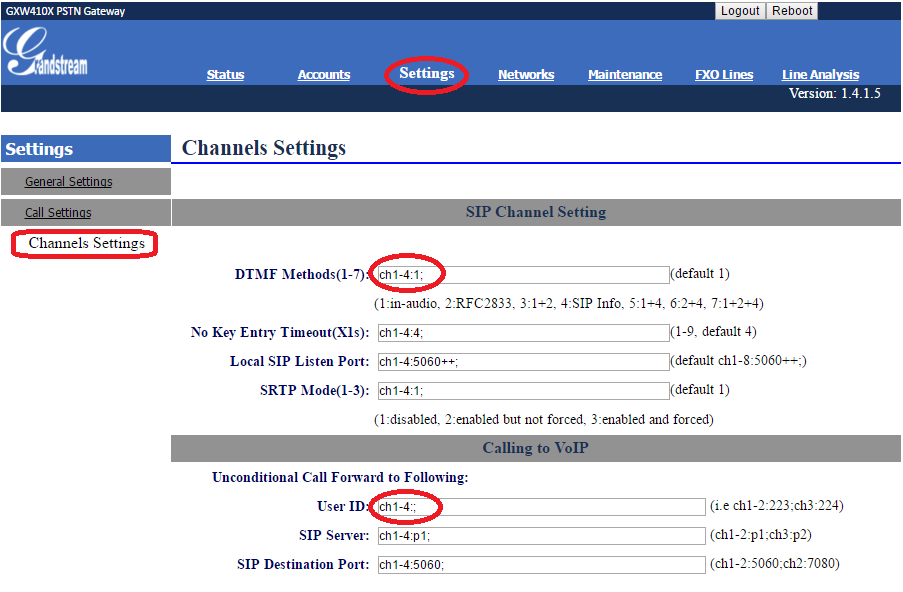 GXW410X PSTN Gateway
Logout Reboot
Grandstream
Status Accounts Settings Networks Maintenance FXO Lines Line Analysis
Version: 1.4.1.5
Settings
General Settings
Call Settings
Channels Settings
Channels Settings
SIP Channel Setting
DTMF Methods(1-7): ch1-4:1; (default 1)
(1:in-audio, 2:RFC2833, 3:1+2, 4:SIP Info, 5:1+4, 6:2+4, 7:1+2+4)
No Key Entry Timeout(X1s): ch1-4:4; (1-9, default 4)
Local SIP Listen Port: ch1-4:5060++; (default ch1-8:5060++;)
SRTP Mode(1-3): ch1-4:1; (default 1)
(1:disabled, 2:enabled but not forced, 3:enabled and forced)
Calling to VoIP
Unconditional Call Forward to Following:
User ID: ch1-4:; (i.e ch1-2:223;ch3:224)
SIP Server: ch1-4:p1; (ch1-2:p1;ch3:p2)
SIP Destination Port: ch1-4:5060; (ch1-2:5060;ch2:7080)